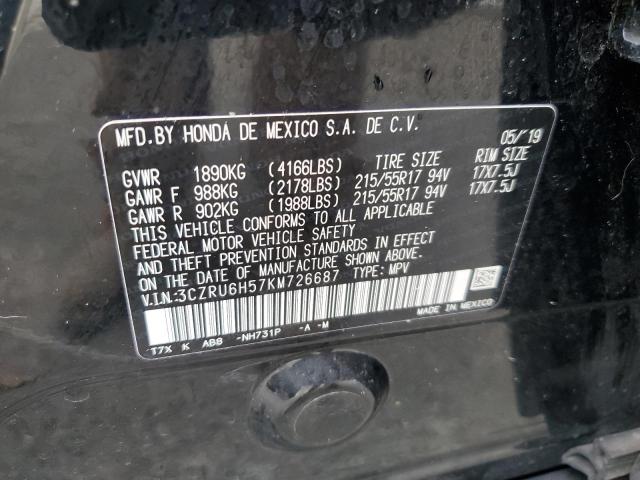 MFD.BY HONDA DE MEXICO S.A. DE C.V. 05/'19
GVWR 1890KG (4166LBS) TIRE SIZE RIM SIZE
GAWR F 988KG (2178LBS) 215/55R17 94V 17X7.5J
GAWR R 902KG (1988LBS) 215/55R17 94V 17X7.5J
THIS VEHICLE CONFORMS TO ALL APPLICABLE
FEDERAL MOTOR VEHICLE SAFETY
AND THEFT PREVENTION STANDARDS IN EFFECT
ON THE DATE OF MANUFACTURE SHOWN ABOVE.
V.I.N.:3CZRU6H57KM726687 TYPE: MPV
T7X K ABS -NH731P -A -M MADE IN MEXICO